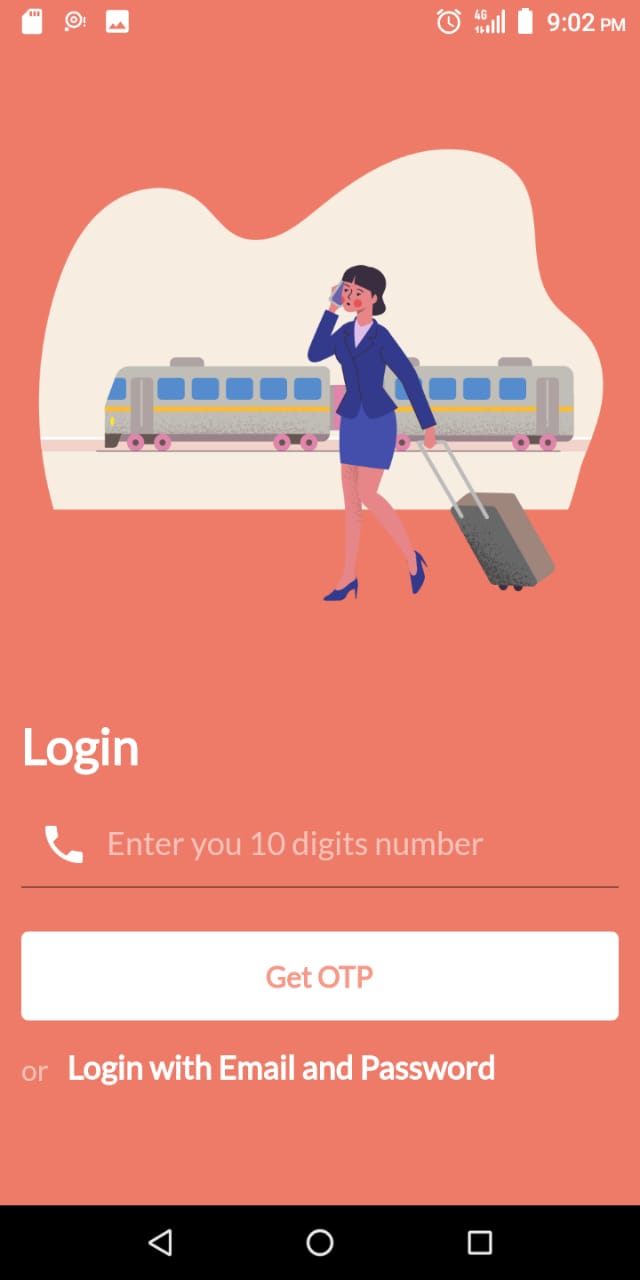 4G 9:02 PM
Login
Enter you 10 digits number
Get OTP
or Login with Email and Password